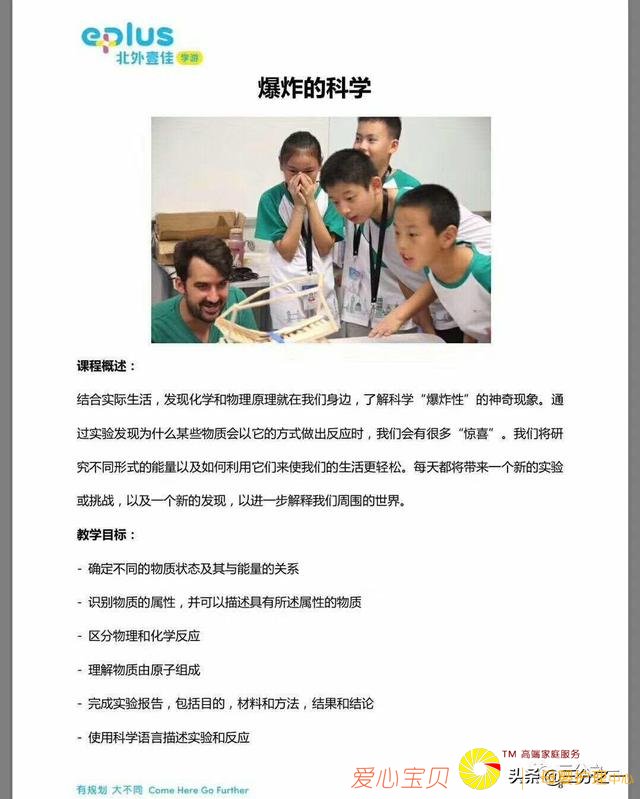 eplus
北外壹佳 学游
爆炸的科学
课程概述：
结合实际生活，发现化学和物理原理就在我们身边，了解科学“爆炸性”的神奇现象。通
过实验发现为什么某些物质会以它的方式做出反应时，我们会有很多“惊喜”。我们将研
究不同形式的能量以及如何利用它们来使我们的生活更轻松。每天都将带来一个新的实验
或挑战，以及一个新的发现，以进一步解释我们周围的世界。
教学目标：
- 确定不同的物质状态及其与能量的关系
- 识别物质的属性，并可以描述具有所述属性的物质
- 区分物理和化学反应
- 理解物质由原子组成
- 完成实验报告，包括目的，材料和方法，结果和结论
- 使用科学语言描述实验和反应
TM 高端家庭服务
爱心宝贝
头条@
有规划 大不同 Come Here Go Further